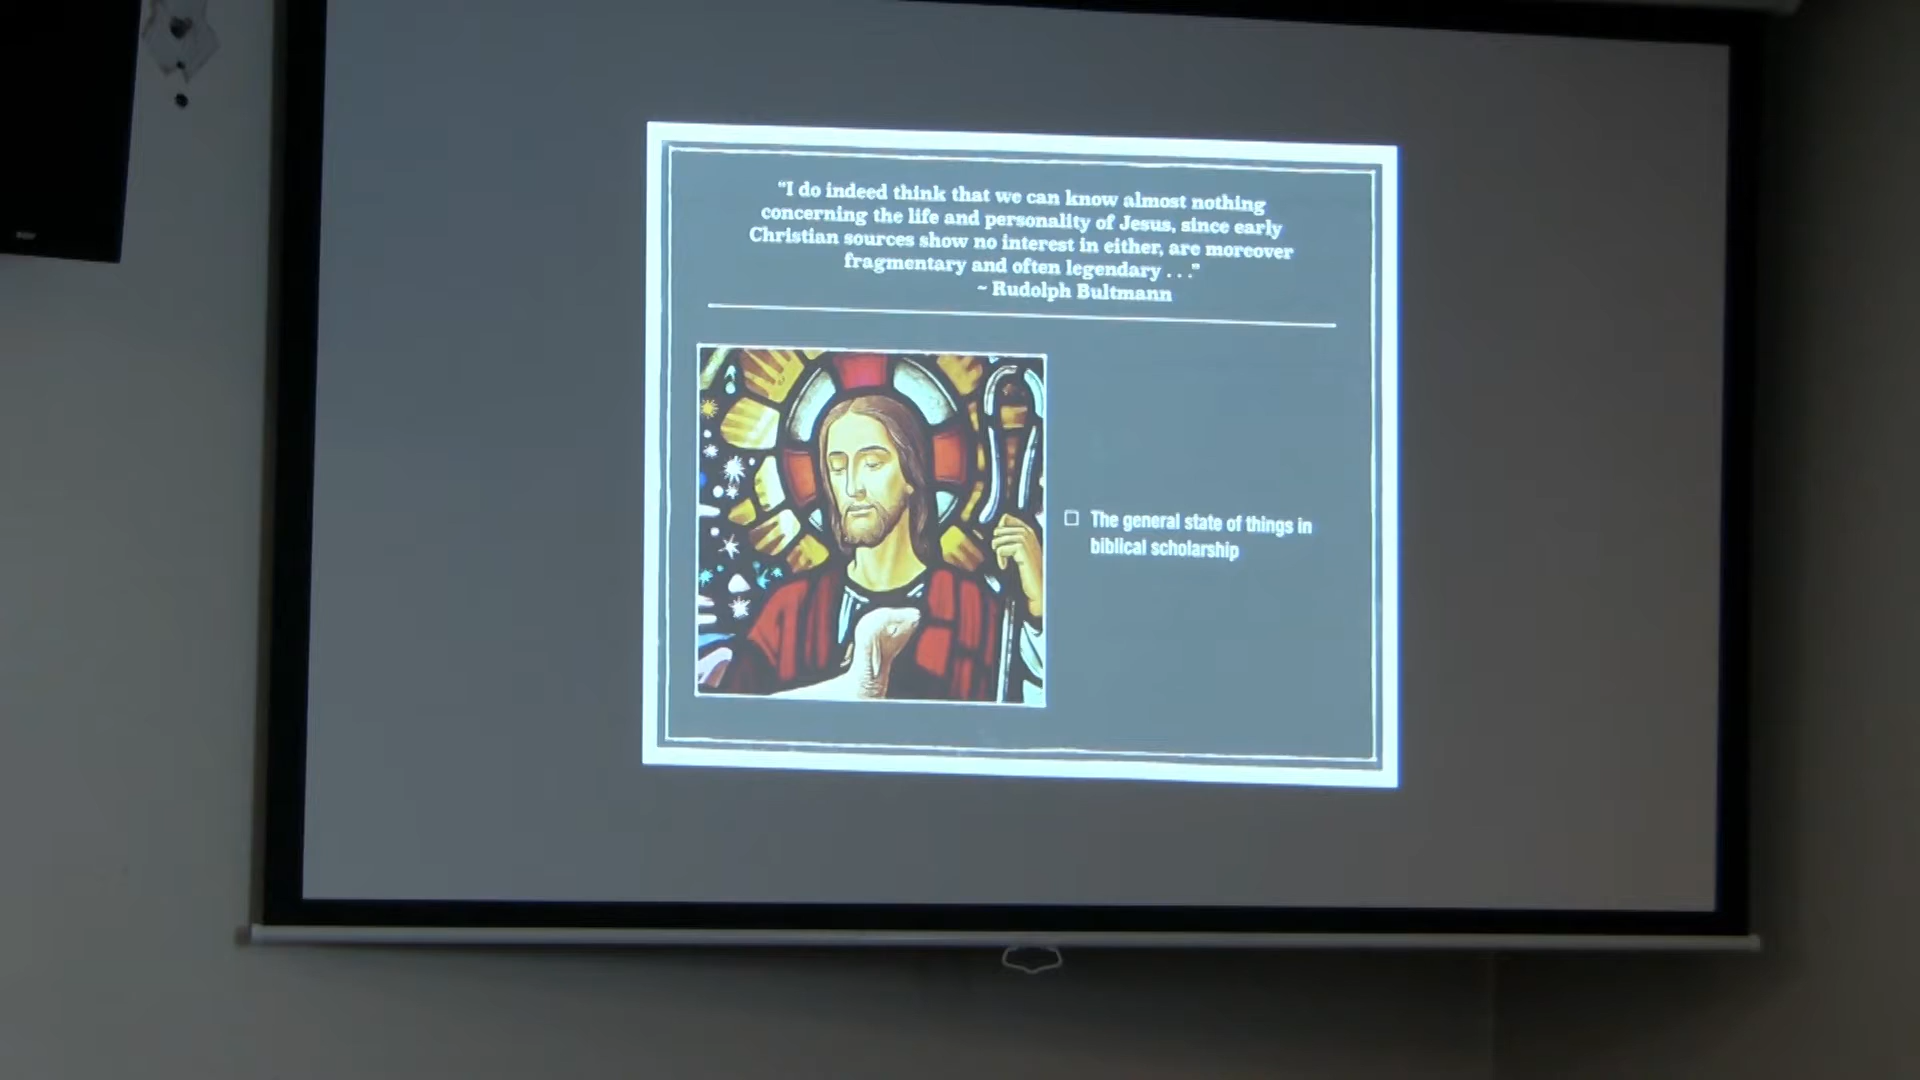 “I do indeed think that we can know almost nothing
concerning the life and personality of Jesus, since early
Christian sources show no interest in either, are moreover
fragmentary and often legendary . . .”
~ Rudolph Bultmann
The general state of things in
biblical scholarship